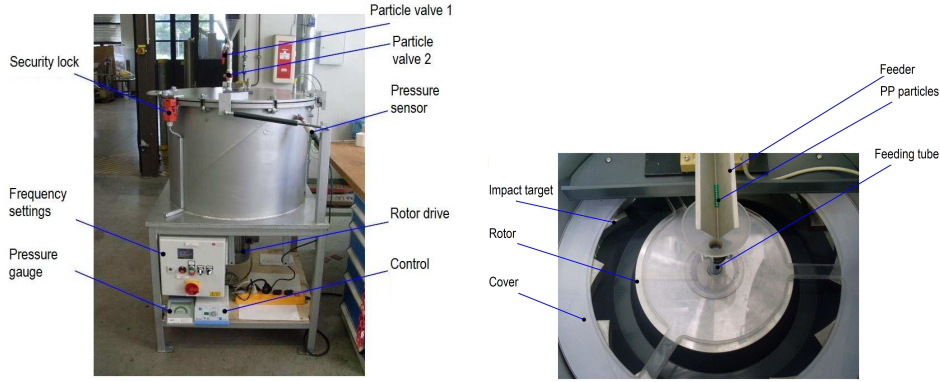 Particle valve 1
Particle
valve 2
Security lock
Pressure
sensor
Frequency
settings
Rotor drive
Pressure
gauge
Control
Feeder
PP particles
Feeding tube
Impact target
Rotor
Cover